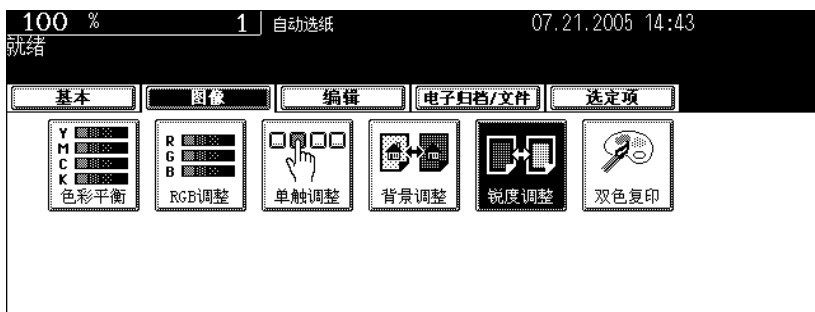 100 % 1 自动选纸 07.21.2005 14:43
就绪
基本 图像 编辑 电子归档/文件 选定项
Y
M
C
K
色彩平衡
R
G
B
RGB调整
单触调整
背景调整
锐度调整
双色复印